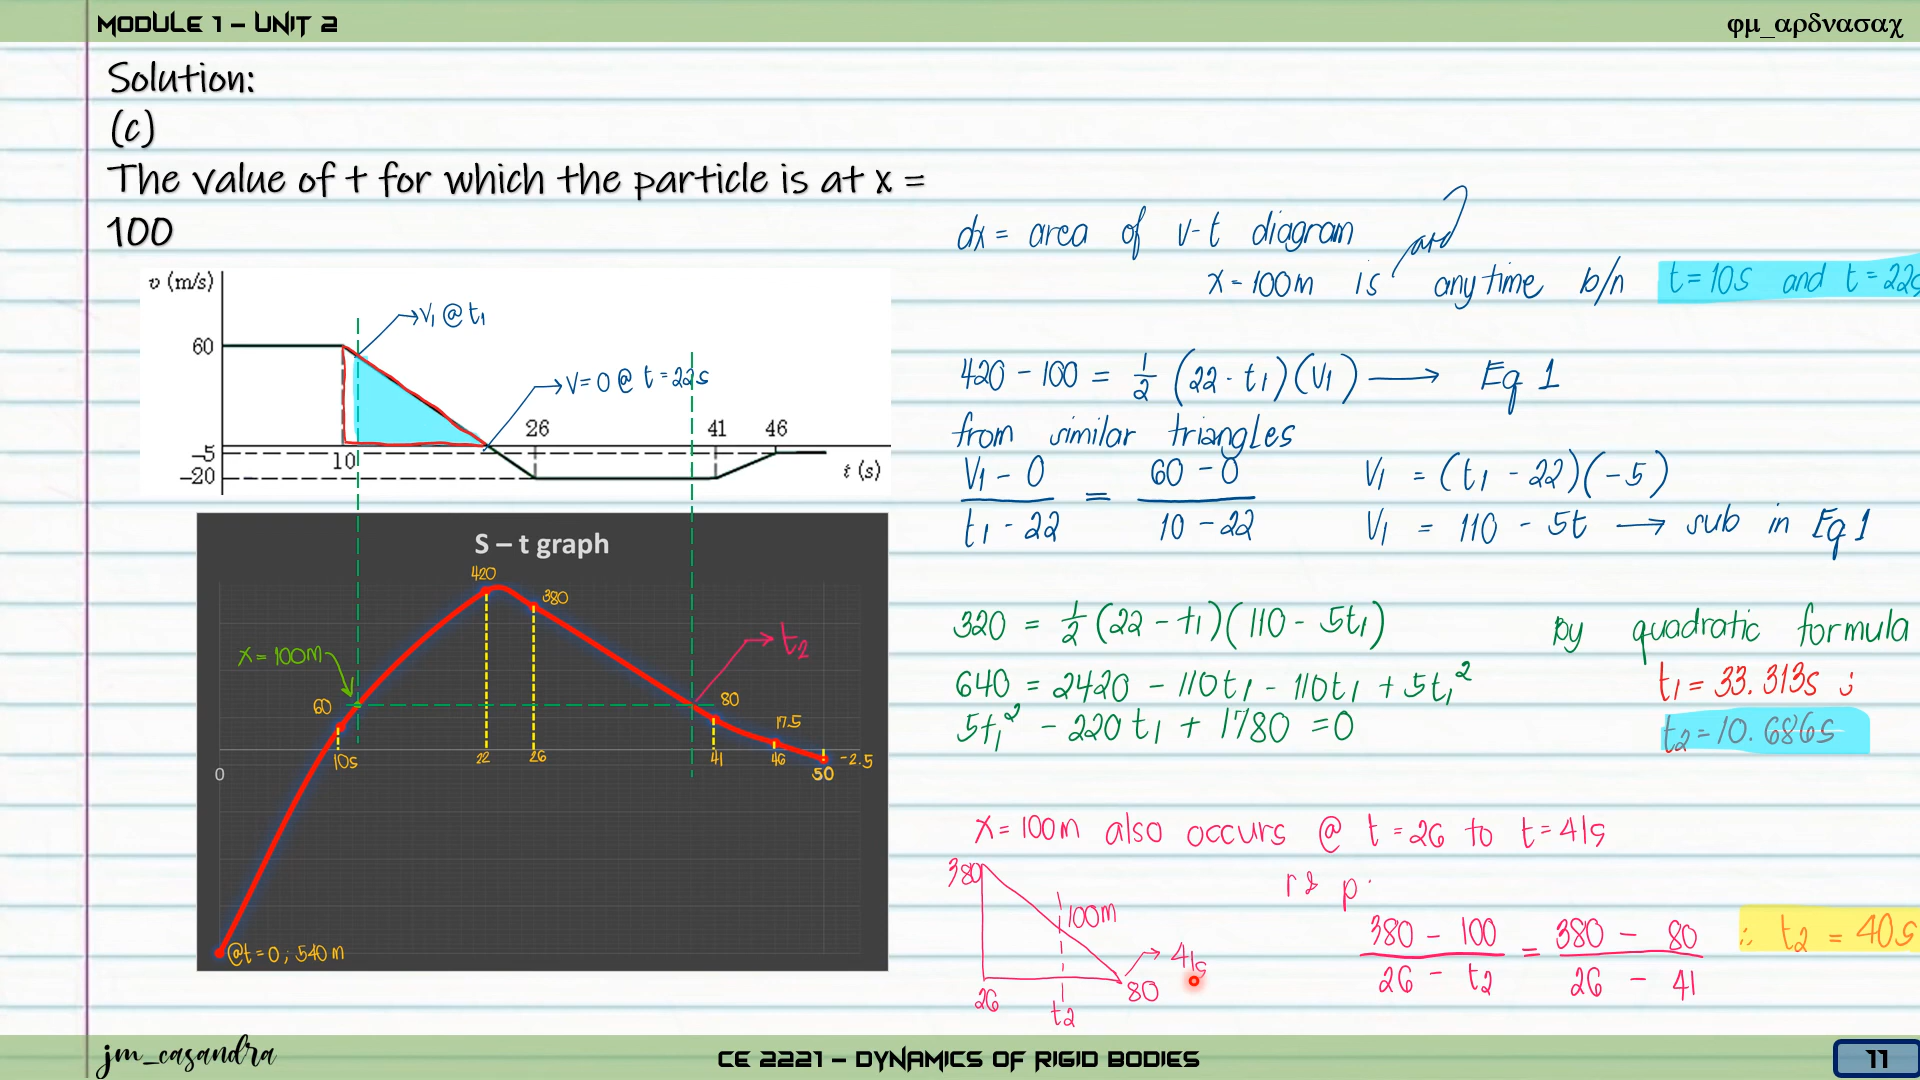 MODULE 1 – UNIT 2
φμ_αρδνασαχ
Solution:
(c)
The value of t for which the particle is at x =
100
v (m/s)
60
-5
-20
10
26
41
46
t (s)
V1 @ t1
V=0 @ t=22s
S – t graph
420
380
t2
x=100m
60
80
17.5
10s
22
26
41
46
50
-2.5
0
@t=0; 540m
dx = area of v-t diagram and
x=100m is anytime b/n t=10s and t=22s
420 - 100 = 1/2 (22 - t1)(V1) → Eq 1
from similar triangles
V1 - 0 / t1 - 22 = 60 - 0 / 10 - 22
V1 = (t1 - 22)(-5)
V1 = 110 - 5t → sub in Eq 1
320 = 1/2 (22 - t1)(110 - 5t1)
640 = 2420 - 110t1 - 110t1 + 5t1²
5t1² - 220t1 + 1780 = 0
By quadratic formula
t1 = 33.313s ;
t2 = 10.686s
x=100m also occurs @ t=26 to t=41s
380
100m
41s
80
26
t2
r & p.
380 - 100 / 26 - t2 = 380 - 80 / 26 - 41
∴ t2 = 40s
jm_casandra
CE 2221 – DYNAMICS OF RIGID BODIES
11